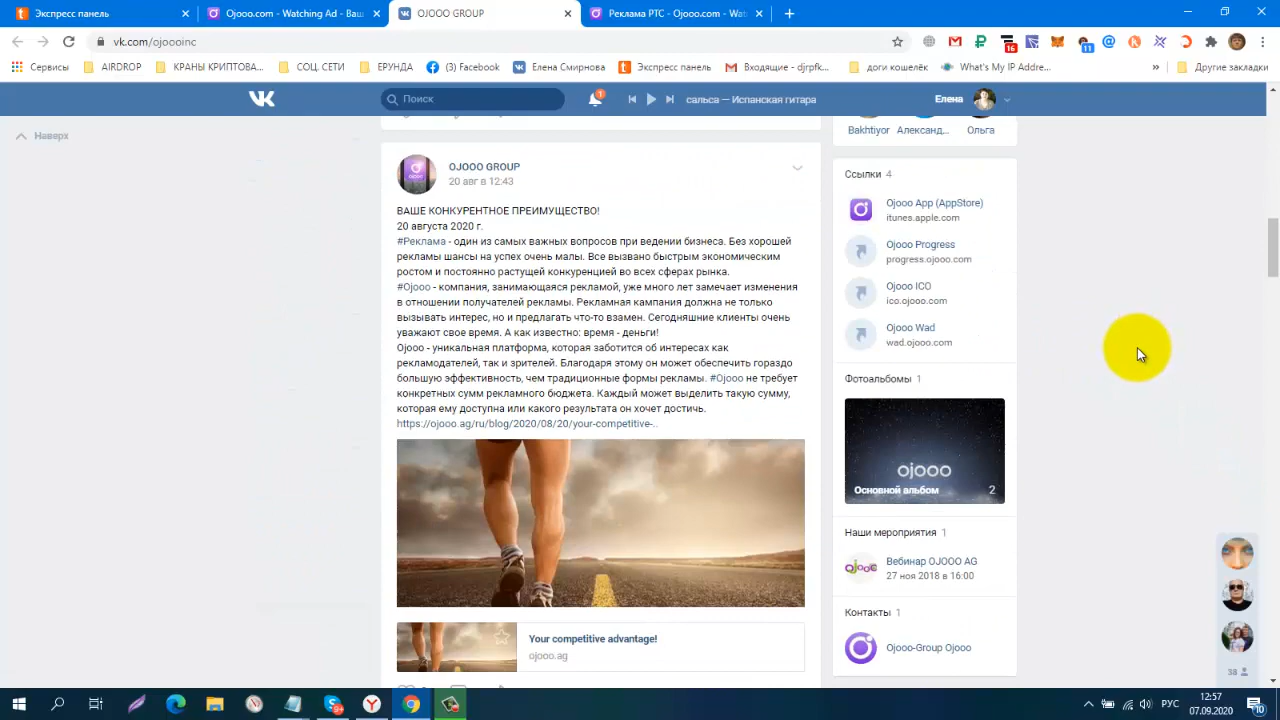 Экспресс панель
Ojooo.com - Watching Ad - Ваш
OJOOO GROUP
Реклама РТС - Ojooo.com - Wat
vk.com/ojoooinc
16
11
Сервисы
AIRDROP
КРАНЫ КРИПТОВА...
СОЦ. СЕТИ
ЕРУНДА
(3) Facebook
Елена Смирнова
Экспресс панель
Входящие - djrpfk...
доги кошелёк
What's My IP Addre...
»
Другие закладки
Поиск
1
сальса — Испанская гитара
Елена
Наверх
OJOOO GROUP
20 авг в 12:43
ВАШЕ КОНКУРЕНТНОЕ ПРЕИМУЩЕСТВО!
20 августа 2020 г.
#Реклама - один из самых важных вопросов при ведении бизнеса. Без хорошей
рекламы шансы на успех очень малы. Все вызвано быстрым экономическим
ростом и постоянно растущей конкуренцией во всех сферах рынка.
#Ojooo - компания, занимающаяся рекламой, уже много лет замечает изменения
в отношении получателей рекламы. Рекламная кампания должна не только
вызывать интерес, но и предлагать что-то взамен. Сегодняшние клиенты очень
уважают свое время. А как известно: время - деньги!
Ojooo - уникальная платформа, которая заботится об интересах как
рекламодателей, так и зрителей. Благодаря этому он может обеспечить гораздо
большую эффективность, чем традиционные формы рекламы. #Ojooo не требует
конкретных сумм рекламного бюджета. Каждый может выделить такую сумму,
которая ему доступна или какого результата он хочет достичь.
https://ojooo.ag/ru/blog/2020/08/20/your-competitive-..
Your competitive advantage!
ojooo.ag
Bakhtiyor
Александ...
Ольга
Ссылки 4
Ojooo App (AppStore)
itunes.apple.com
Ojooo Progress
progress.ojooo.com
Ojooo ICO
ico.ojooo.com
Ojooo Wad
wad.ojooo.com
Фотоальбомы 1
ojooo
Основной альбом 2
Наши мероприятия 1
ojooo
Вебинар OJOOO AG
27 ноя 2018 в 16:00
Контакты 1
Ojooo-Group Ojooo
38
РУС
12:57
07.09.2020
10